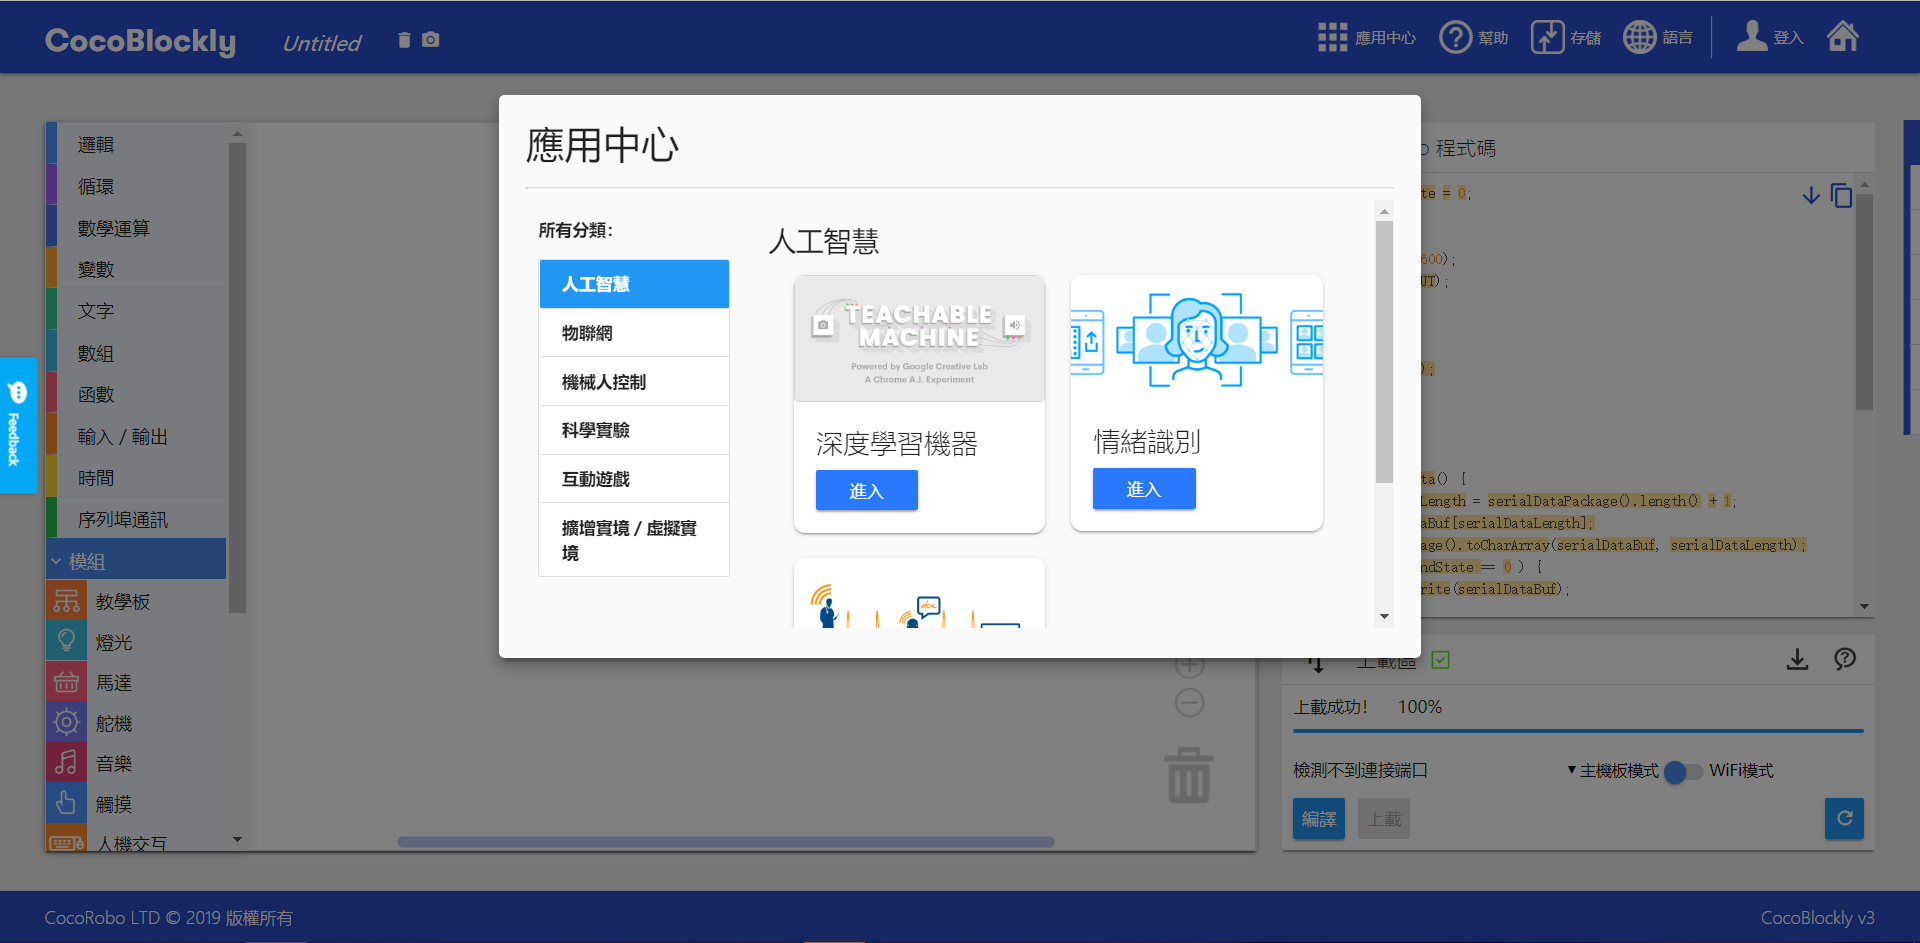 CocoBlockly
Untitled
應用中心
幫助
存儲
語言
登入
應用中心
所有分類:
人工智慧
物聯網
機械人控制
科學實驗
互動遊戲
擴增實境 / 虛擬實
境
人工智慧
TEACHABLE
MACHINE
Powered by Google Creative Lab
A Chrome A.I. Experiment
深度學習機器
進入
情緒識別
進入
abc
邏輯
循環
數學運算
變數
文字
數組
函數
輸入 / 輸出
時間
序列埠通訊
模組
教學板
燈光
馬達
舵機
音樂
觸摸
人機交互
Feedback
程式碼
te = 0;
600);
UT);
);
ta() {
Length = serialDataPackage().length() + 1;
aBuf[serialDataLength];
age().toCharArray(serialDataBuf, serialDataLength);
ndState == 0 ) {
rite(serialDataBuf);
上載區
上載成功! 100%
檢測不到連接端口
主機板模式
WiFi模式
編譯
上載
CocoRobo LTD © 2019 版權所有
CocoBlockly v3